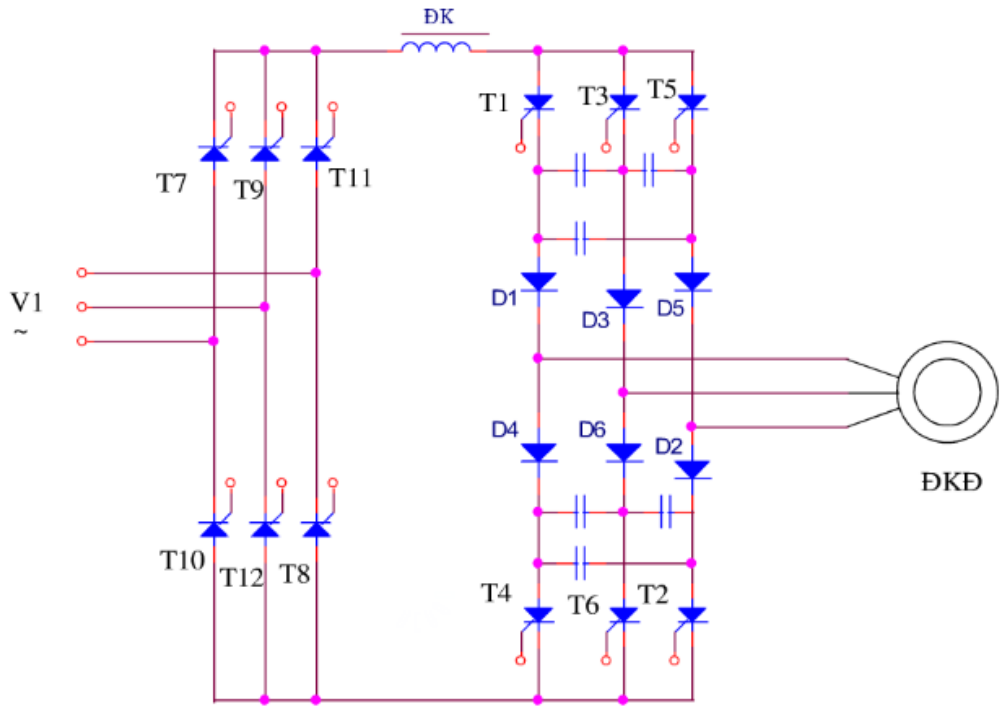 ĐK
T1
T3
T5
T7
T9
T11
V1
~
D1
D3
D5
D4
D6
D2
ĐKĐ
T10
T12
T8
T4
T6
T2